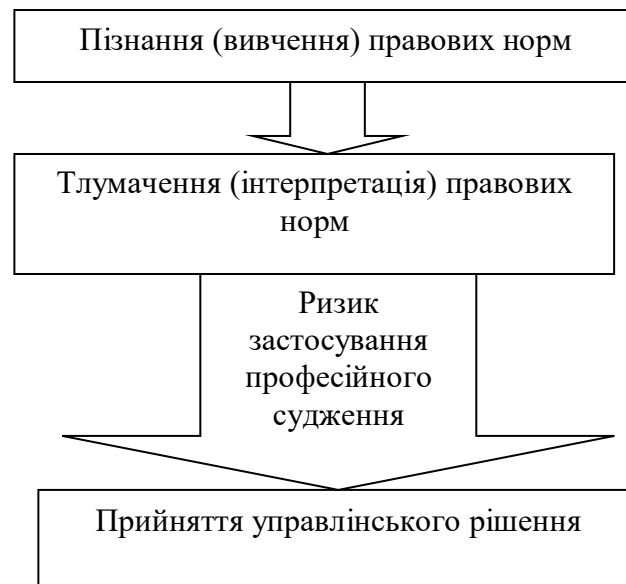 Пізнання (вивчення) правових норм
Тлумачення (інтерпретація) правових
норм
Ризик
застосування
професійного
судження
Прийняття управлінського рішення